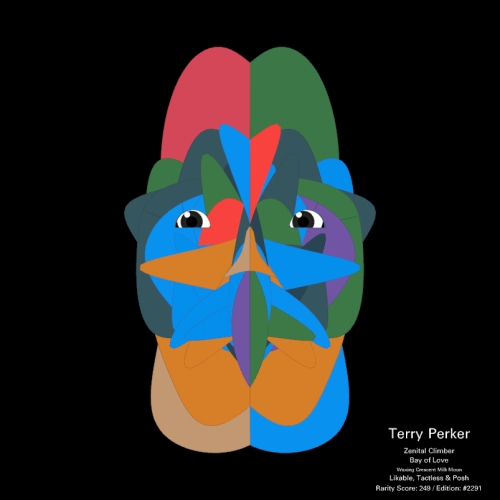 Terry Perker
Zenital Climber
Bay of Love
Waxing Crescent Milk Moon
Likable, Tactless & Posh
Rarity Score: 249 / Edition: #2291